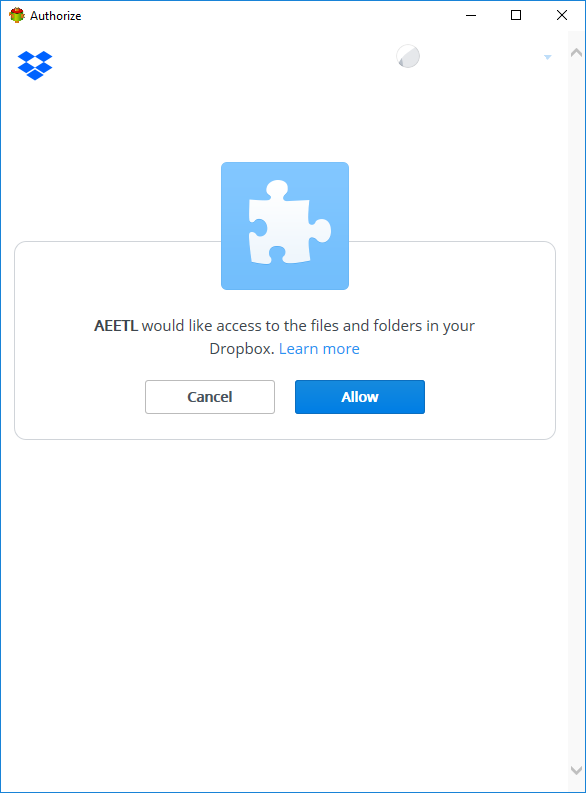 Authorize
AEETL would like access to the files and folders in your
Dropbox. Learn more
Cancel
Allow